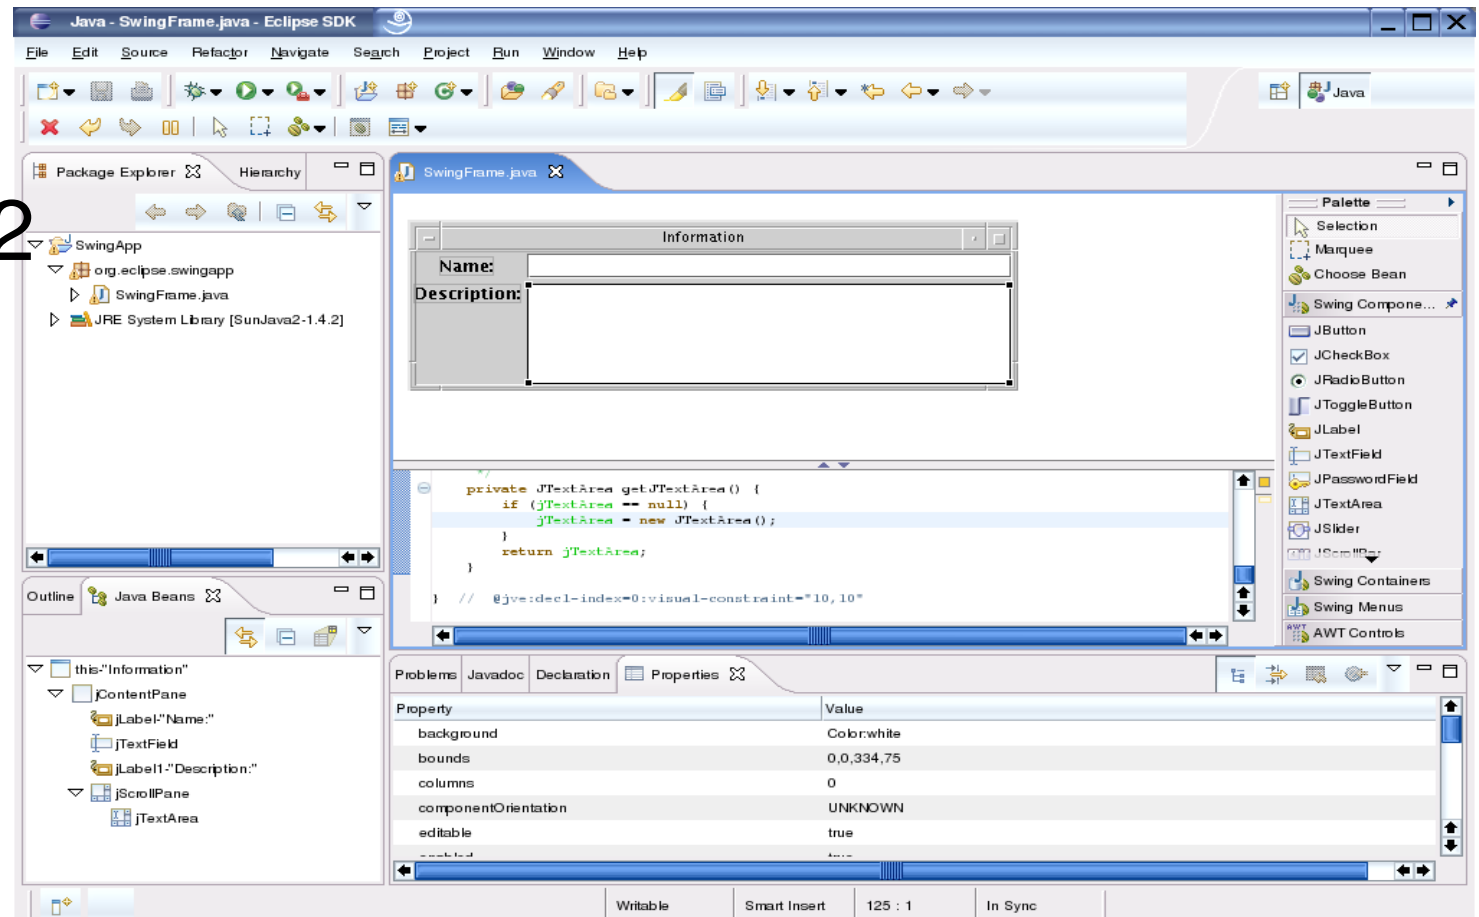 Java - SwingFrame.java - Eclipse SDK
File Edit Source Refactor Navigate Search Project Run Window Help
Java
Package Explorer Hierarchy
2
SwingApp
org.eclipse.swingapp
SwingFrame.java
JRE System Library [SunJava2-1.4.2]
SwingFrame.java
Information
Name:
Description:
*/
private JTextArea getJTextArea() {
if (jTextArea == null) {
jTextArea = new JTextArea();
}
return jTextArea;
}
} // @jve:decl-index=0:visual-constraint="10,10"
Palette
Selection
Marquee
Choose Bean
Swing Compone...
JButton
JCheckBox
JRadioButton
JToggleButton
JLabel
JTextField
JPasswordField
JTextArea
JSlider
JScrollBar
Swing Containers
Swing Menus
AWT AWT Controls
Outline Java Beans
this-"Information"
jContentPane
jLabel-"Name:"
jTextField
jLabel1-"Description:"
jScrollPane
jTextArea
Problems Javadoc Declaration Properties
Property Value
background Color:white
bounds 0,0,334,75
columns 0
componentOrientation UNKNOWN
editable true
enabled true
Writable Smart Insert 125 : 1 In Sync